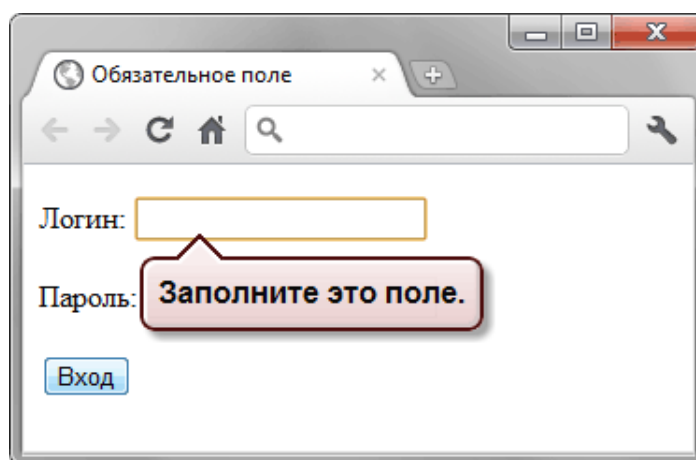 Обязательное поле
Логин:
Заполните это поле.
Пароль:
Вход